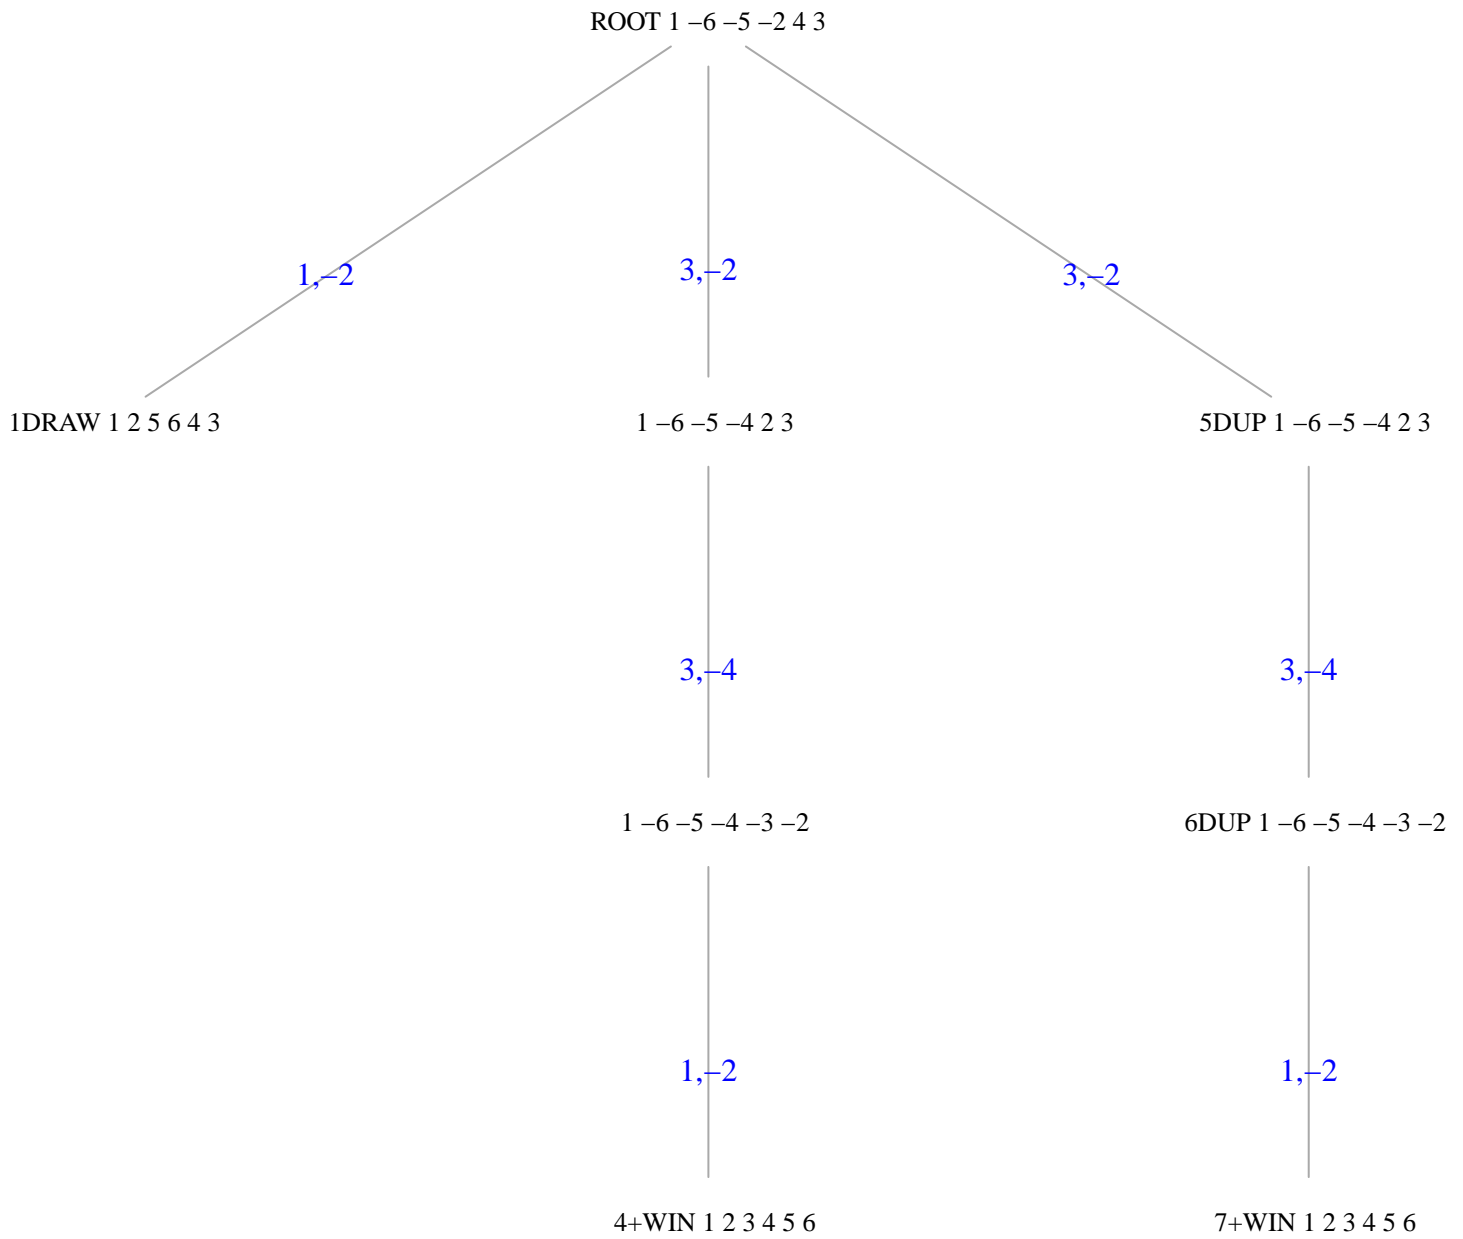 ROOT 1 –6 –5 –2 4 3
1,–2
3,–2
3,–2
1DRAW 1 2 5 6 4 3
1 –6 –5 –4 2 3
5DUP 1 –6 –5 –4 2 3
3,–4
3,–4
1 –6 –5 –4 –3 –2
6DUP 1 –6 –5 –4 –3 –2
1,–2
1,–2
4+WIN 1 2 3 4 5 6
7+WIN 1 2 3 4 5 6